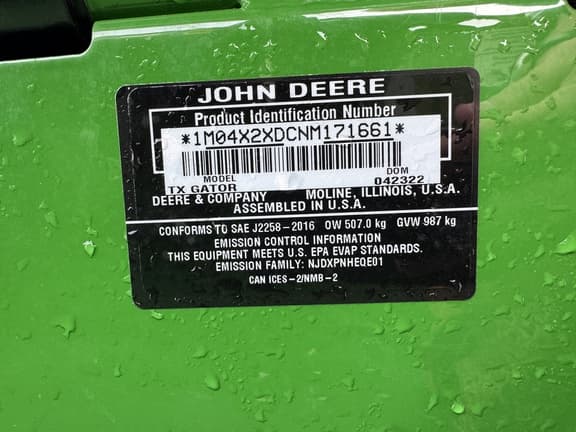 JOHN DEERE
Product Identification Number
*1M04X2XDCNM171661*
MODEL DOM
TX GATOR 042322
DEERE & COMPANY MOLINE, ILLINOIS, U.S.A.
ASSEMBLED IN U.S.A.
CONFORMS TO SAE J2258-2016 OW 507.0 kg GVW 987 kg
EMISSION CONTROL INFORMATION
THIS EQUIPMENT MEETS U.S. EPA EVAP STANDARDS.
EMISSION FAMILY: NJDXPNHEQE01
CAN ICES-2/NMB-2